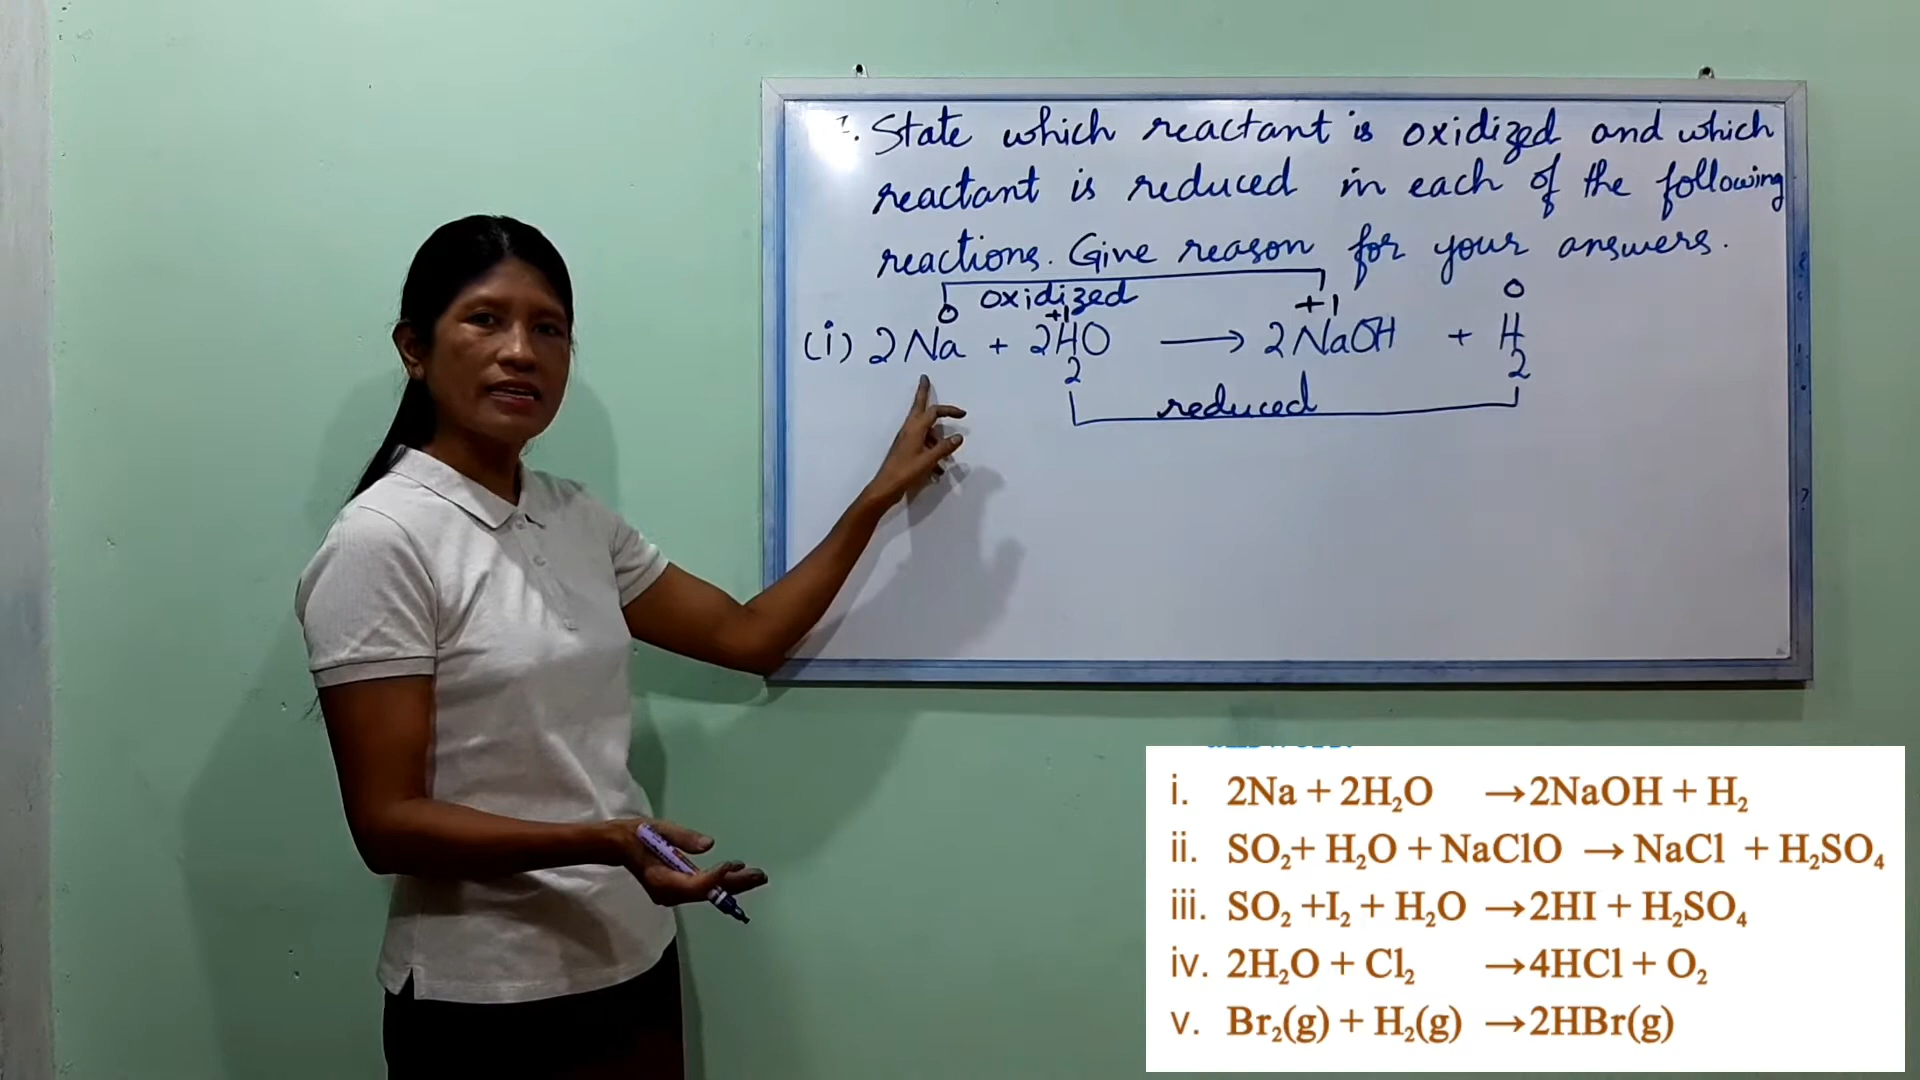 . State which reactant is oxidized and which
reactant is reduced in each of the following
reactions. Give reason for your answers.
oxidized
0 +1 +1 0
(i) 2Na + 2H₂O → 2NaOH + H₂
reduced
i. 2Na + 2H₂O → 2NaOH + H₂
ii. SO₂+ H₂O + NaClO → NaCl + H₂SO₄
iii. SO₂ +I₂ + H₂O → 2HI + H₂SO₄
iv. 2H₂O + Cl₂ → 4HCl + O₂
v. Br₂(g) + H₂(g) → 2HBr(g)